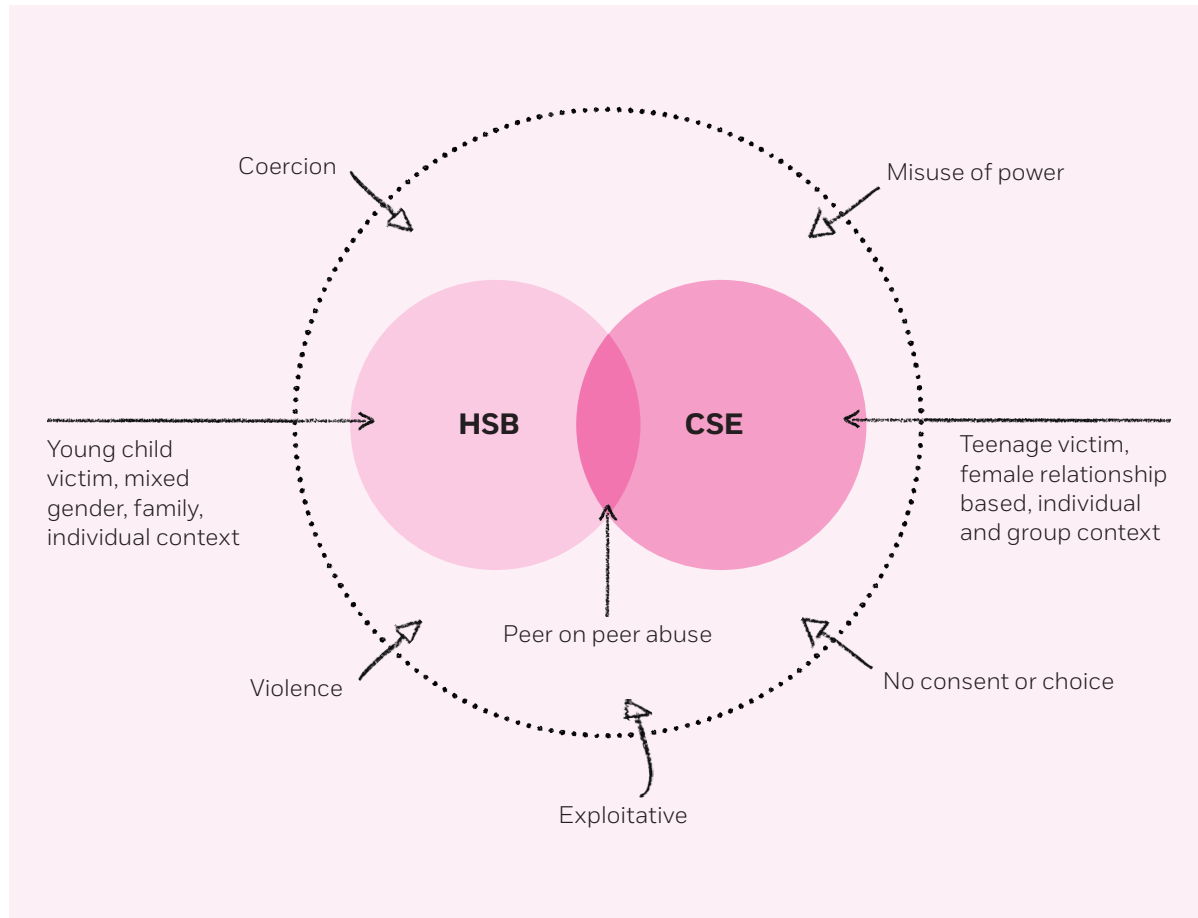 Coercion
Misuse of power
HSB
CSE
Young child
victim, mixed
gender, family,
individual context
Teenage victim,
female relationship
based, individual
and group context
Peer on peer abuse
Violence
No consent or choice
Exploitative